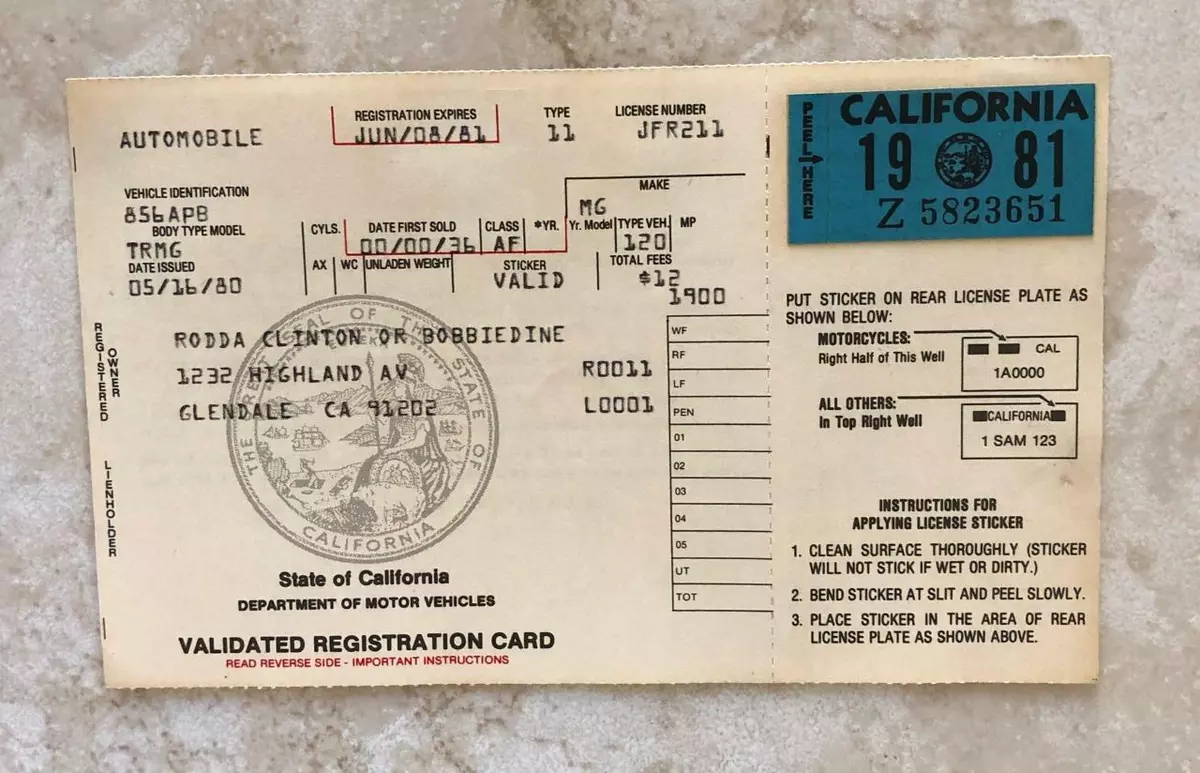 AUTOMOBILE
REGISTRATION EXPIRES
JUN/08/81
TYPE
11
LICENSE NUMBER
JFR211
VEHICLE IDENTIFICATION
856APB
MAKE
MG
BODY TYPE MODEL
TRMG
CYLS.
DATE FIRST SOLD
00/00/36
CLASS
AF
*YR.
Yr. Model
TYPE VEH.
120
MP
DATE ISSUED
05/16/80
AX
WC
UNLADEN WEIGHT
STICKER
VALID
TOTAL FEES
$12
1900
REGISTERED
OWNER
RODDA CLINTON OR BOBBIEDINE
1232 HIGHLAND AV
R0011
GLENDALE CA 91202
L0001
LIENHOLDER
THE GREAT SEAL OF THE STATE OF
CALIFORNIA
WF
RF
LF
PEN
01
02
03
04
05
UT
TOT
State of California
DEPARTMENT OF MOTOR VEHICLES
VALIDATED REGISTRATION CARD
READ REVERSE SIDE - IMPORTANT INSTRUCTIONS
PEEL HERE
CALIFORNIA
19 81
Z 5823651
PUT STICKER ON REAR LICENSE PLATE AS
SHOWN BELOW:
MOTORCYCLES:
Right Half of This Well
CAL
1A0000
ALL OTHERS:
in Top Right Well
CALIFORNIA
1 SAM 123
INSTRUCTIONS FOR
APPLYING LICENSE STICKER
1. CLEAN SURFACE THOROUGHLY (STICKER
WILL NOT STICK IF WET OR DIRTY.)
2. BEND STICKER AT SLIT AND PEEL SLOWLY.
3. PLACE STICKER IN THE AREA OF REAR
LICENSE PLATE AS SHOWN ABOVE.